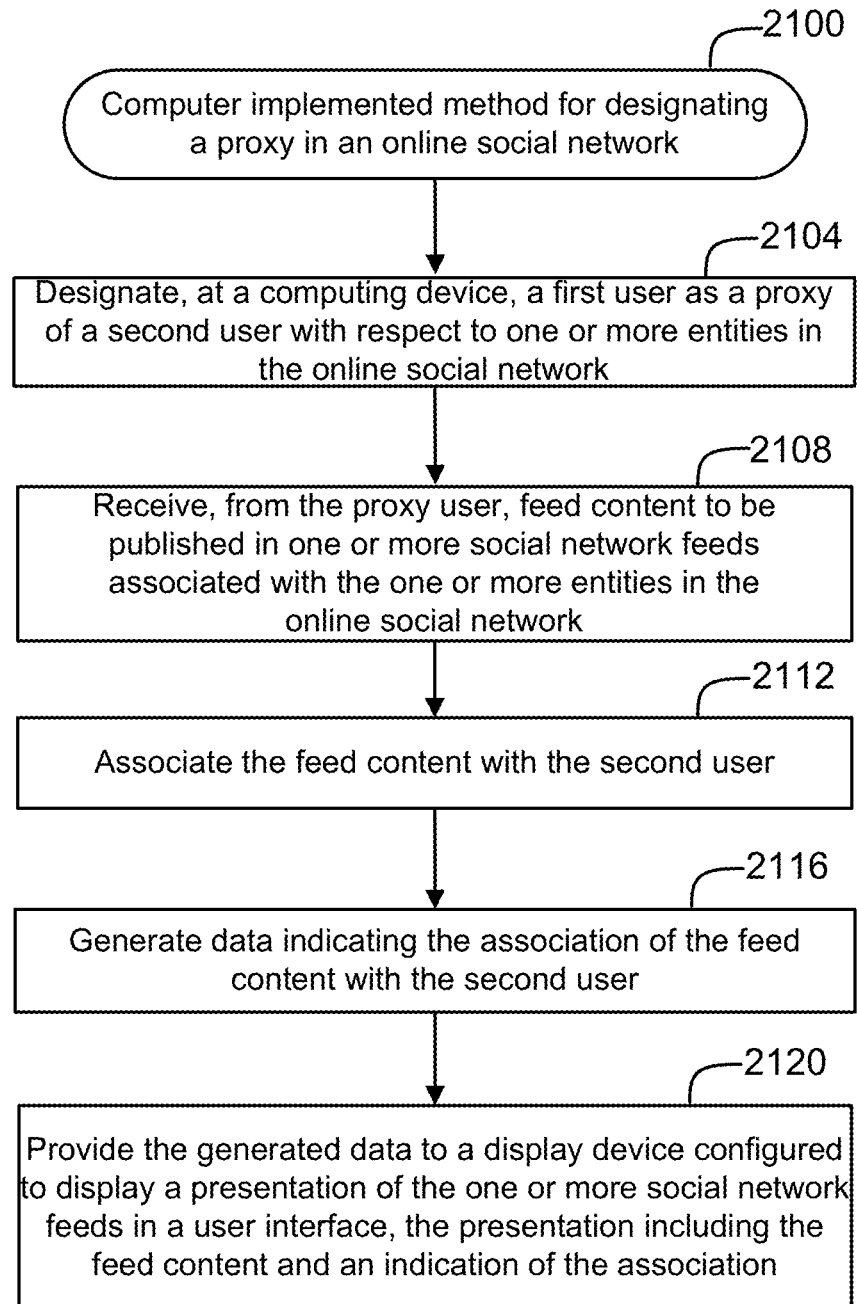 2100
Computer implemented method for designating
a proxy in an online social network
2104
Designate, at a computing device, a first user as a proxy
of a second user with respect to one or more entities in
the online social network
2108
Receive, from the proxy user, feed content to be
published in one or more social network feeds
associated with the one or more entities in the
online social network
2112
Associate the feed content with the second user
2116
Generate data indicating the association of the feed
content with the second user
2120
Provide the generated data to a display device configured
to display a presentation of the one or more social network
feeds in a user interface, the presentation including the
feed content and an indication of the association